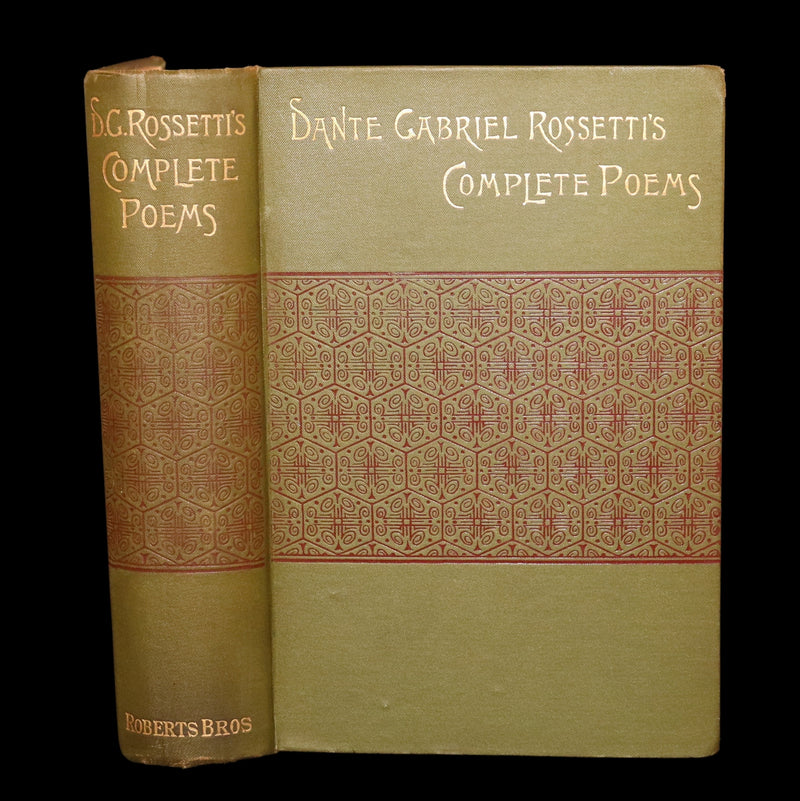 D.G. ROSSETTI'S
COMPLETE
POEMS
ROBERTS BROS
DANTE GABRIEL ROSSETTI'S
COMPLETE POEMS